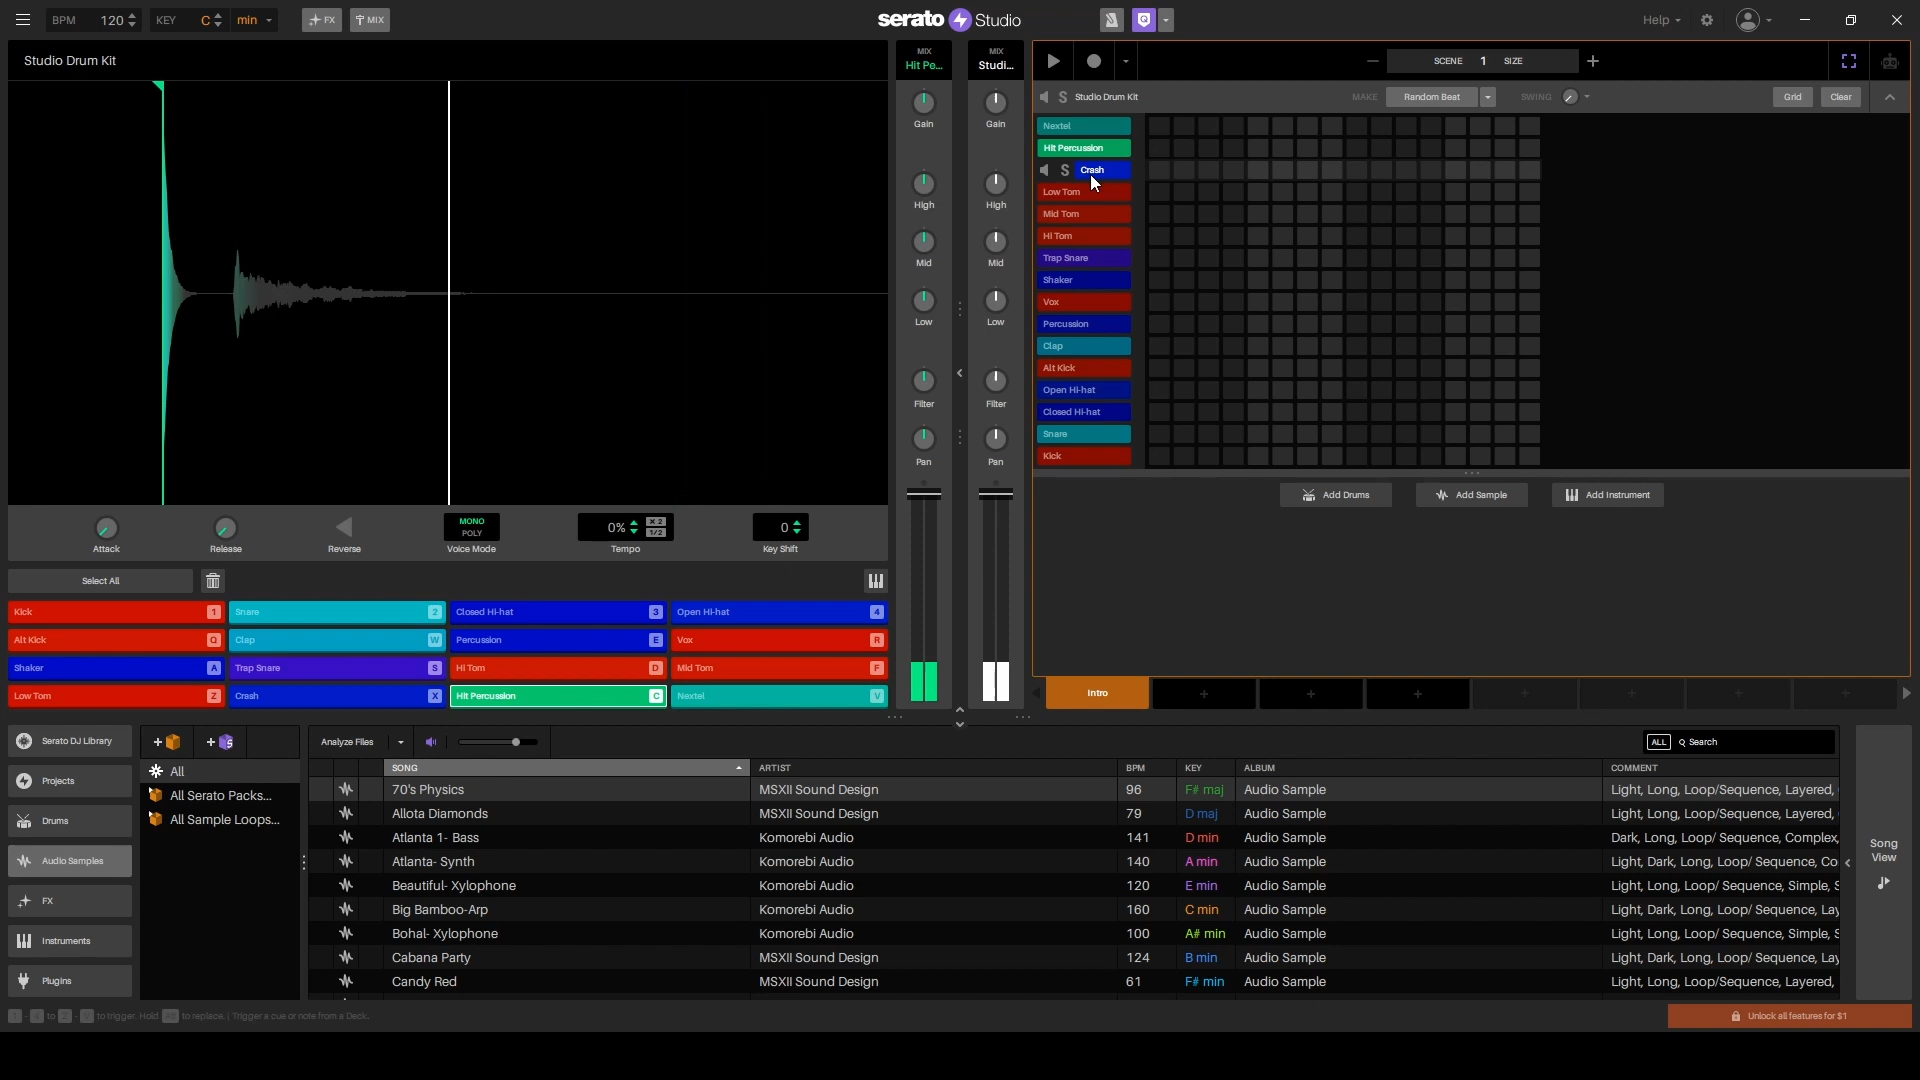 BPM 120 KEY C min FX MIX serato Studio Help
Studio Drum Kit
MIX
Hit Pe...
MIX
Studi...
SCENE 1 SIZE
S Studio Drum Kit MAKE Random Beat SWING Grid Clear
Gain
Gain
High
High
Mid
Mid
Low
Low
Filter
Filter
Pan
Pan
Nextel
Hit Percussion
S Crash
Low Tom
Mid Tom
Hi Tom
Trap Snare
Shaker
Vox
Percussion
Clap
Alt Kick
Open Hi-hat
Closed Hi-hat
Snare
Kick
Add Drums Add Sample Add Instrument
Attack
Release
Reverse
MONO
POLY
Voice Mode
0% X 2
1/2
Tempo
0
Key Shift
Select All
Kick 1 Snare 2 Closed Hi-hat 3 Open Hi-hat 4
Alt Kick Q Clap W Percussion E Vox R
Shaker A Trap Snare S Hi Tom D Mid Tom F
Low Tom Z Crash X Hit Percussion C Nextel V
Intro + + + + + + +
Serato DJ Library
Projects
Drums
Audio Samples
FX
Instruments
Plugins
+ + S
All
All Serato Packs...
All Sample Loops...
Analyze Files ALL Search
SONG ARTIST BPM KEY ALBUM COMMENT
70's Physics MSXII Sound Design 96 F# maj Audio Sample Light, Long, Loop/Sequence, Layered,
Allota Diamonds MSXII Sound Design 79 D maj Audio Sample Light, Long, Loop/Sequence, Layered,
Atlanta 1- Bass Komorebi Audio 141 D min Audio Sample Dark, Long, Loop/ Sequence, Complex,
Atlanta- Synth Komorebi Audio 140 A min Audio Sample Light, Dark, Long, Loop/ Sequence, Co
Beautiful- Xylophone Komorebi Audio 120 E min Audio Sample Light, Long, Loop/ Sequence, Simple, S
Big Bamboo-Arp Komorebi Audio 160 C min Audio Sample Light, Dark, Long, Loop/ Sequence, Lay
Bohal- Xylophone Komorebi Audio 100 A# min Audio Sample Light, Long, Loop/ Sequence, Simple, S
Cabana Party MSXII Sound Design 124 B min Audio Sample Light, Dark, Long, Loop/ Sequence, Lay
Candy Red MSXII Sound Design 61 F# min Audio Sample Light, Long, Loop/Sequence, Layered,
Song
View
to trigger. Hold to replace. | Trigger a cue or note from a Deck.
Unlock all features for $1